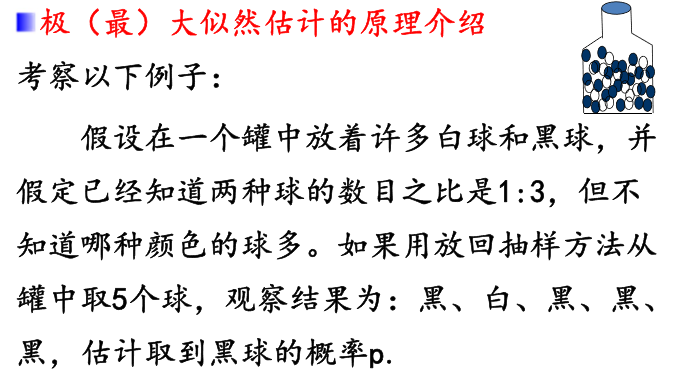 极（最）大似然估计的原理介绍
考察以下例子：
假设在一个罐中放着许多白球和黑球，并
假定已经知道两种球的数目之比是1:3，但不
知道哪种颜色的球多。如果用放回抽样方法从
罐中取5个球，观察结果为：黑、白、黑、黑、
黑，估计取到黑球的概率p.